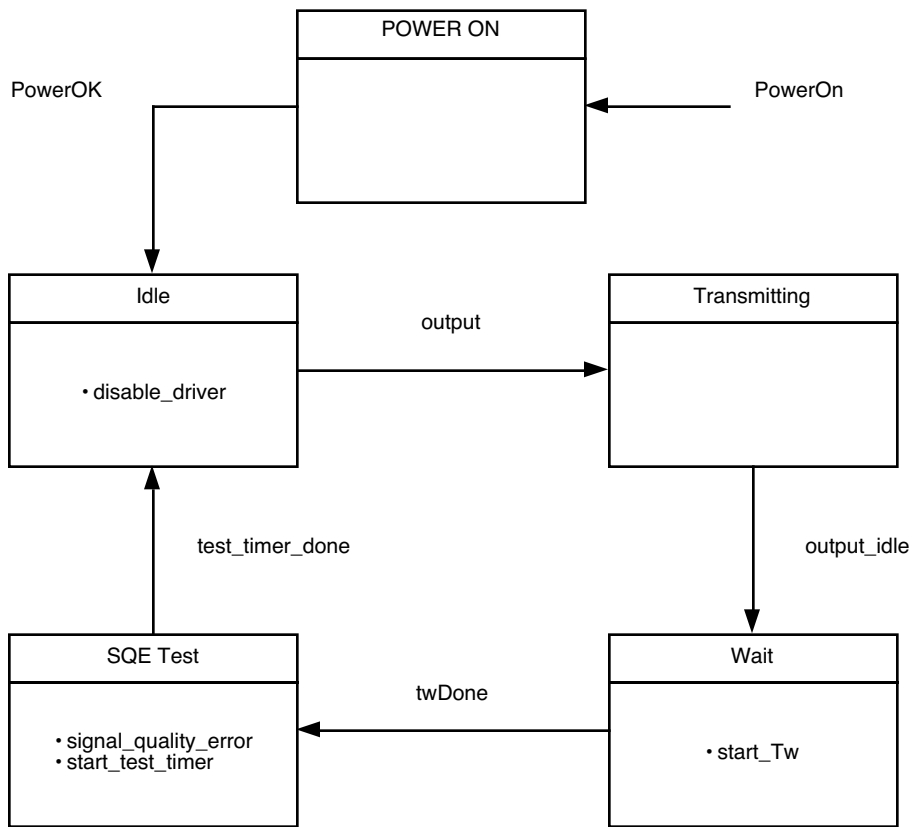 POWER ON
PowerOK
PowerOn
Idle
Transmitting
output
• disable_driver
test_timer_done
output_idle
SQE Test
Wait
twDone
• signal_quality_error
• start_test_timer
• start_Tw